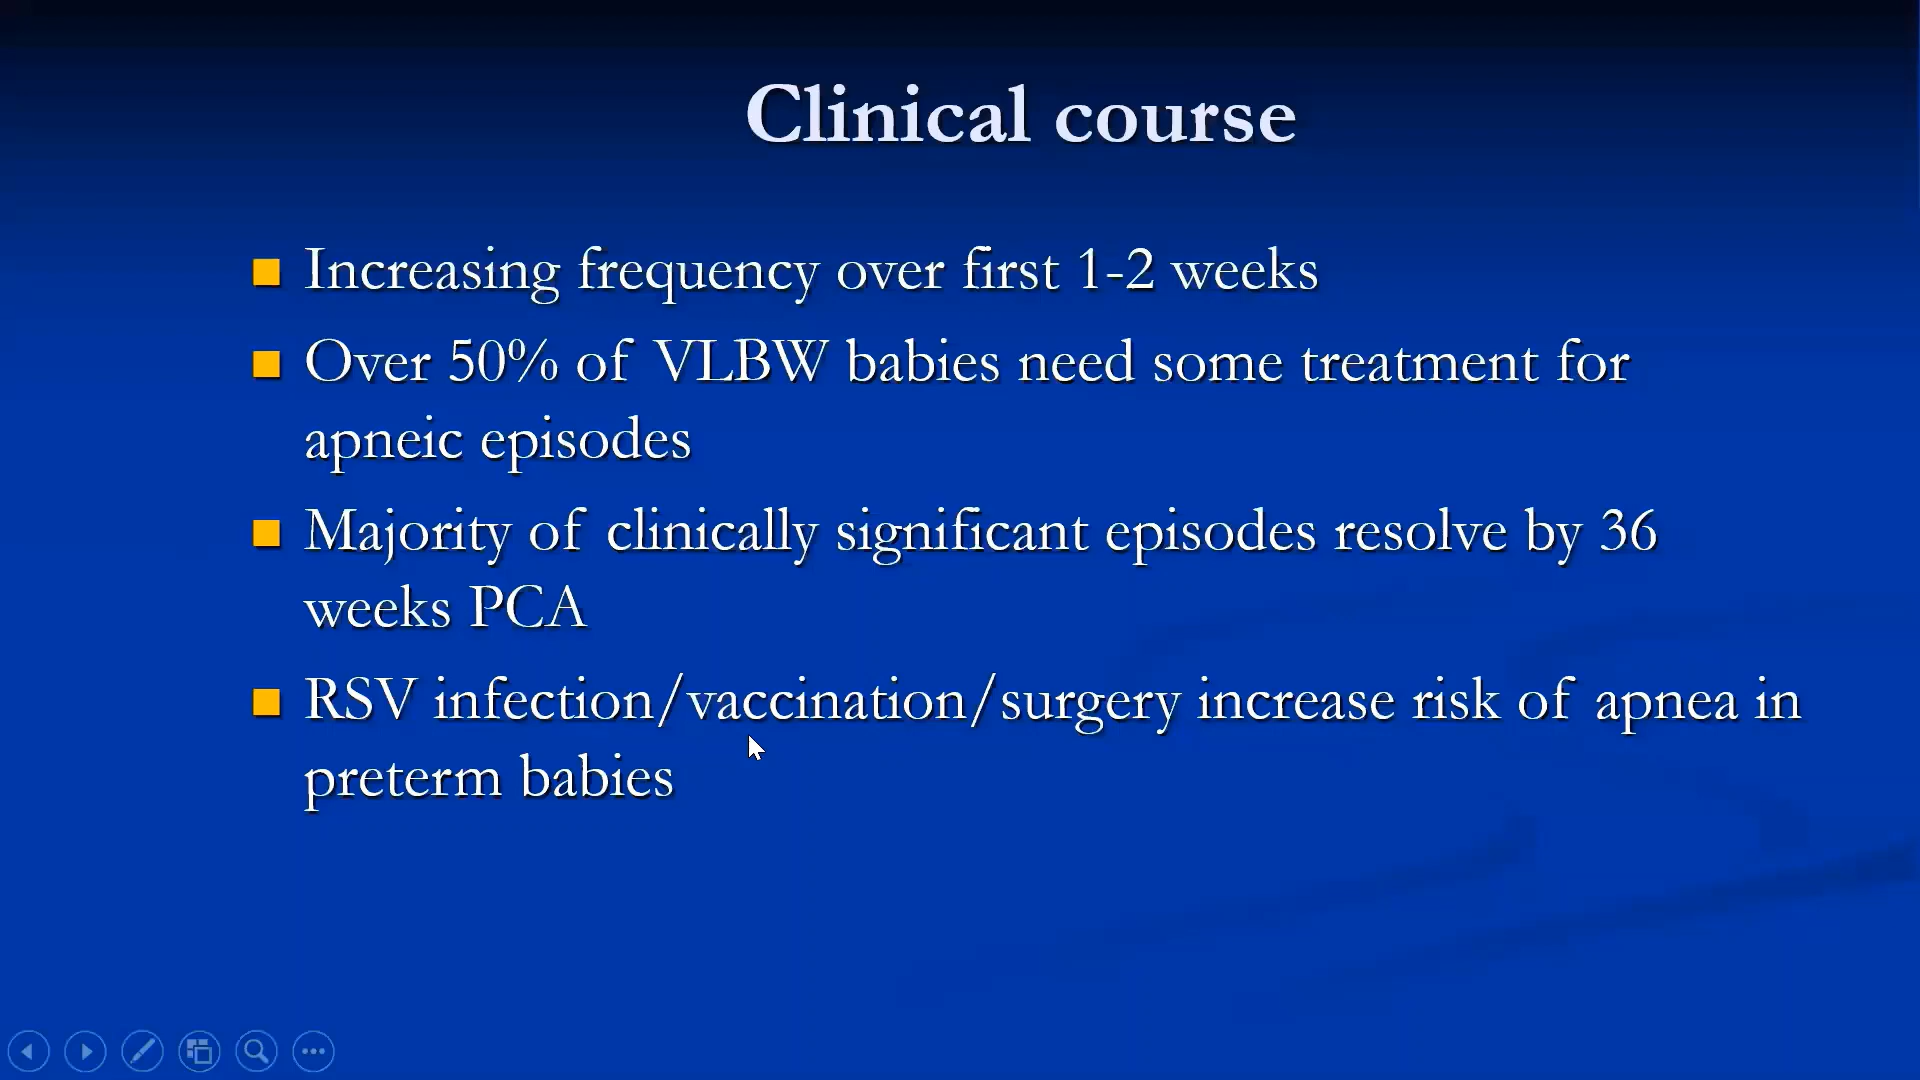 Clinical course
Increasing frequency over first 1-2 weeks
Over 50% of VLBW babies need some treatment for
apneic episodes
Majority of clinically significant episodes resolve by 36
weeks PCA
RSV infection/vaccination/surgery increase risk of apnea in
preterm babies